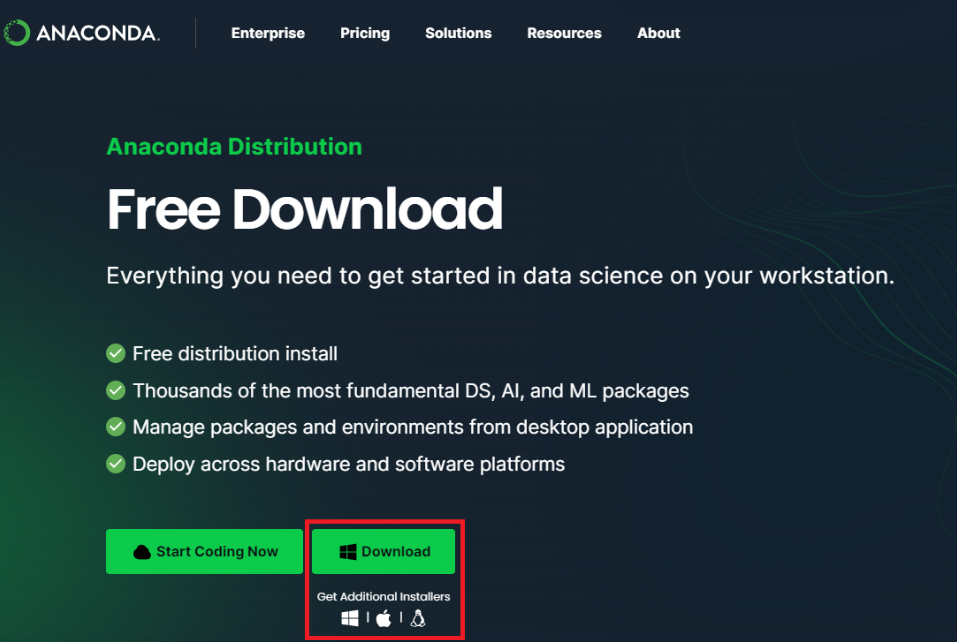 ANACONDA.
Enterprise
Pricing
Solutions
Resources
About
Anaconda Distribution
Free Download
Everything you need to get started in data science on your workstation.
Free distribution install
Thousands of the most fundamental DS, AI, and ML packages
Manage packages and environments from desktop application
Deploy across hardware and software platforms
Start Coding Now
Download
Get Additional Installers